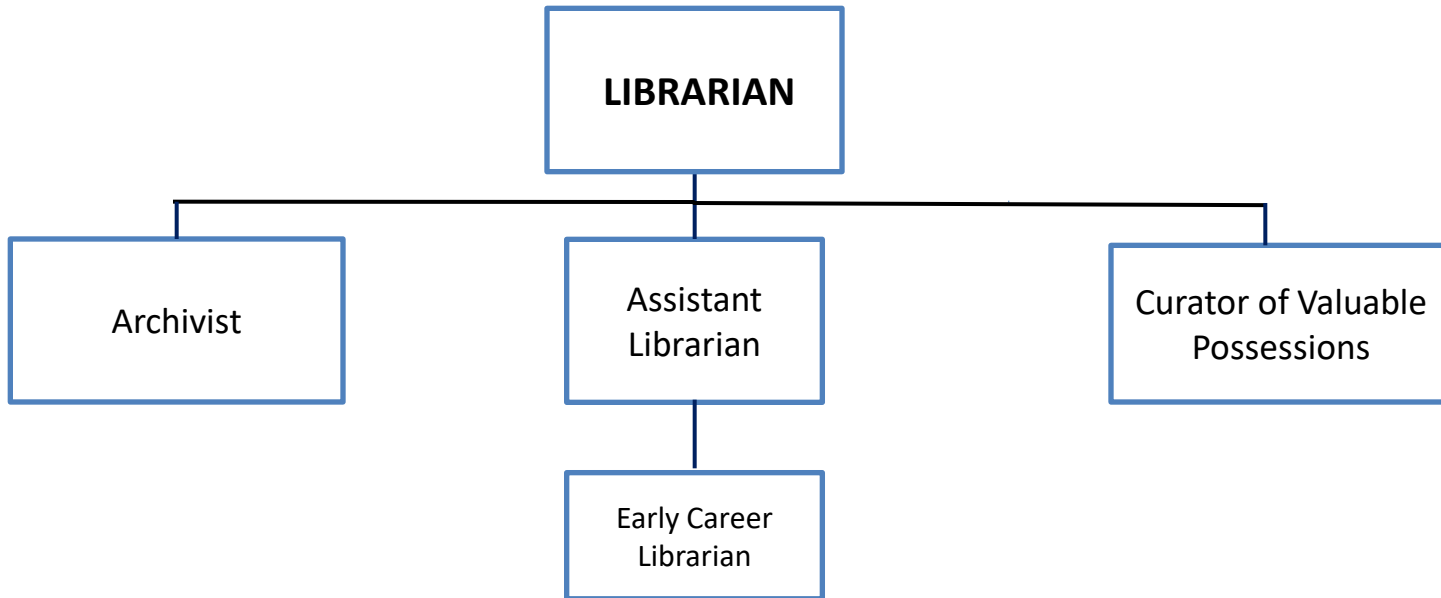 LIBRARIAN
Archivist
Assistant
Librarian
Curator of Valuable
Possessions
Early Career
Librarian